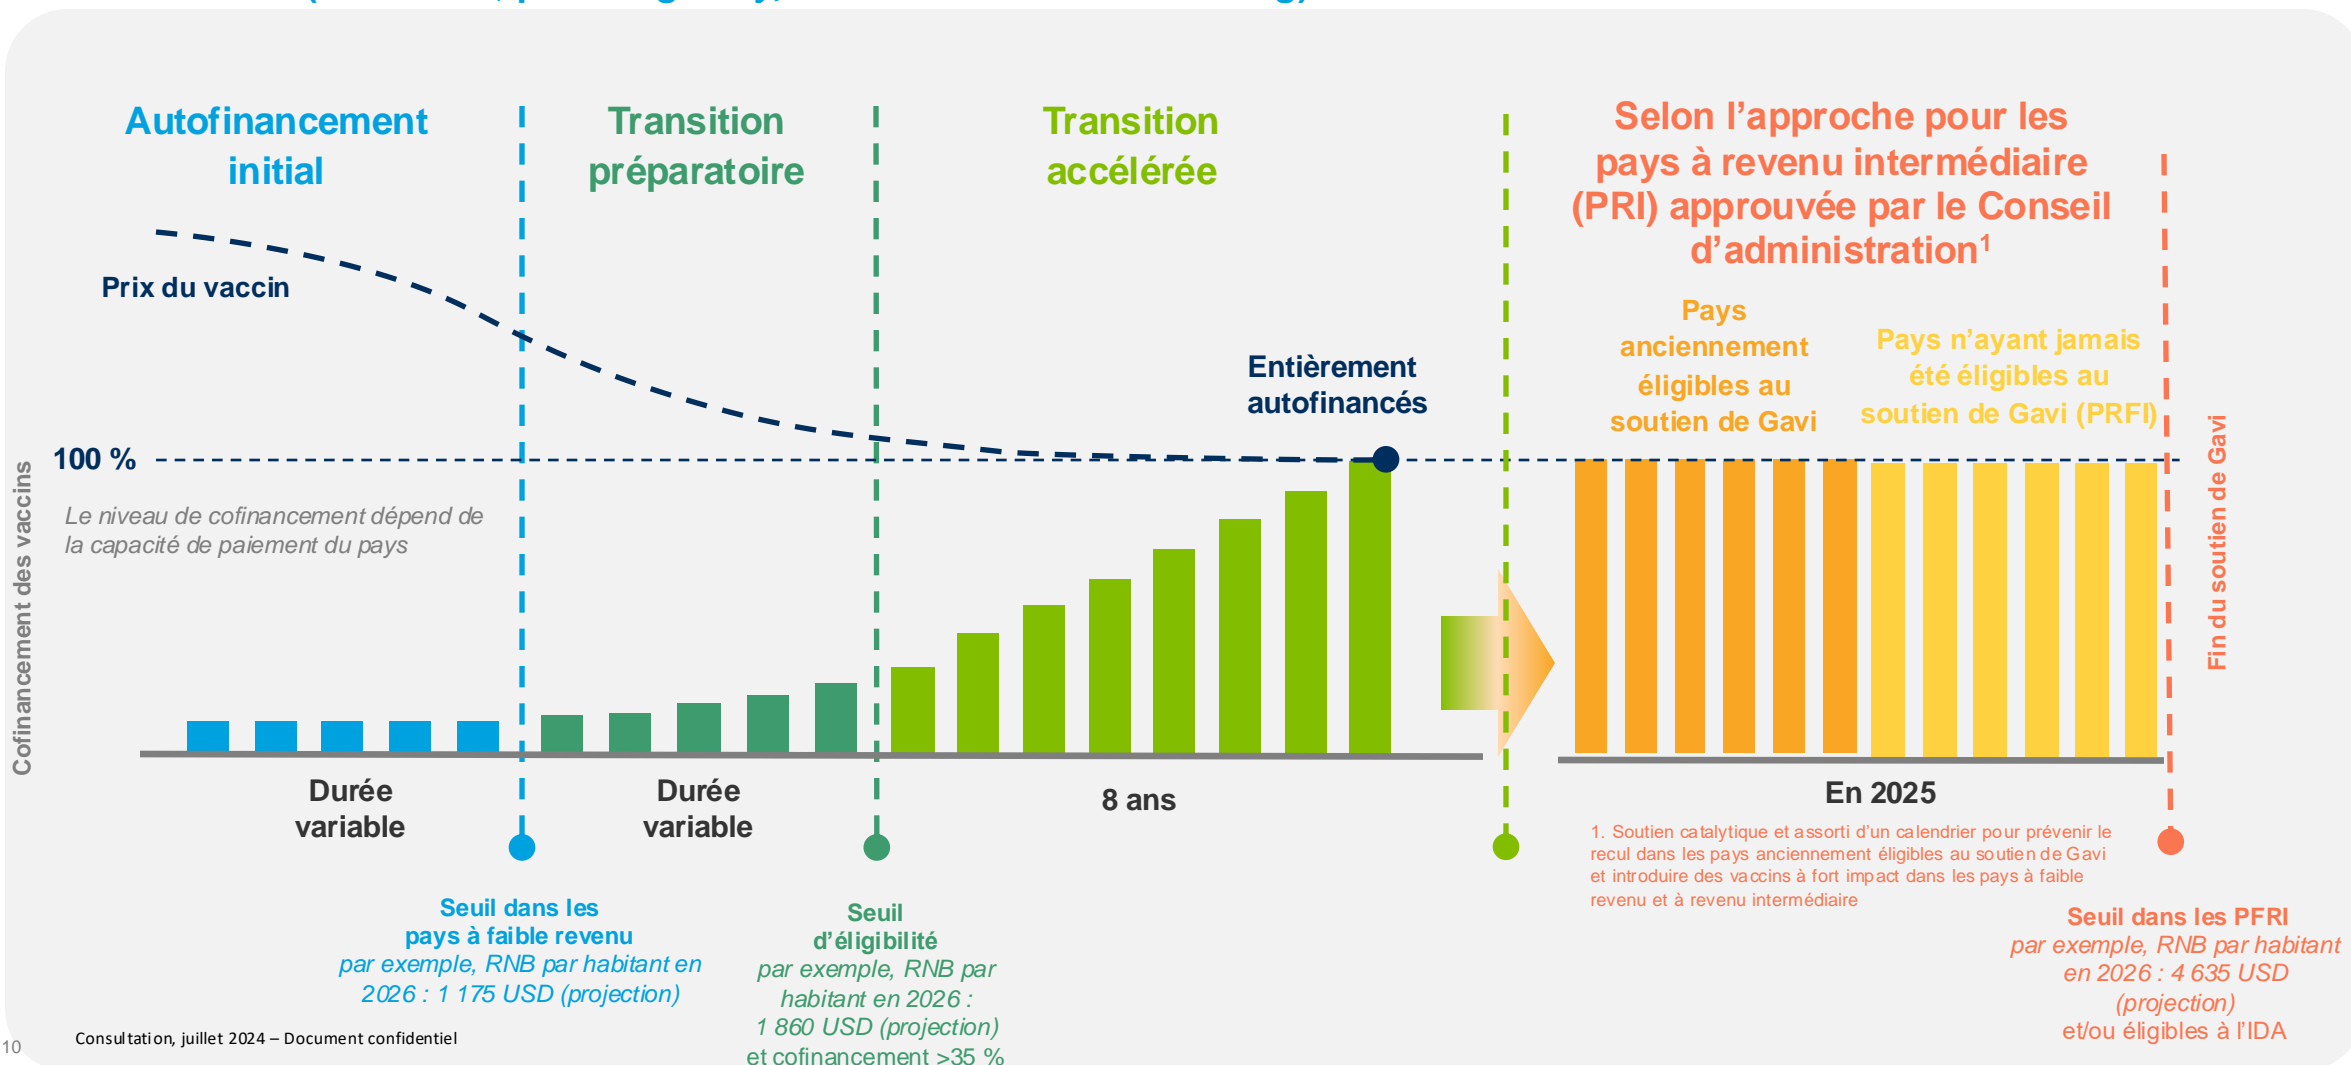 Autofinancement
initial
Transition
préparatoire
Transition
accélérée
Selon l’approche pour les
pays à revenu intermédiaire
(PRI) approuvée par le Conseil
d’administration¹
Prix du vaccin
Entièrement
autofinancés
Pays
anciennement
éligibles au
soutien de Gavi
Pays n’ayant jamais
été éligibles au
soutien de Gavi (PRFI)
100 %
Le niveau de cofinancement dépend de
la capacité de paiement du pays
Cofinancement des vaccins
Fin du soutien de Gavi
Durée
variable
Durée
variable
8 ans
En 2025
1. Soutien catalytique et assorti d’un calendrier pour prévenir le
recul dans les pays anciennement éligibles au soutien de Gavi
et introduire des vaccins à fort impact dans les pays à faible
revenu et à revenu intermédiaire
Seuil dans les
pays à faible revenu
par exemple, RNB par habitant en
2026 : 1 175 USD (projection)
Seuil
d’éligibilité
par exemple, RNB par
habitant en 2026 :
1 860 USD (projection)
et cofinancement >35 %
Seuil dans les PFRI
par exemple, RNB par habitant
en 2026 : 4 635 USD
(projection)
et/ou éligibles à l’IDA
Consultation, juillet 2024 – Document confidentiel
10